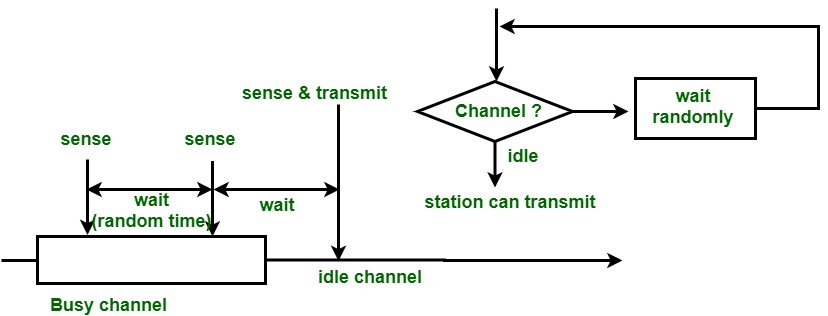 sense & transmit
sense
sense
wait
(random time)
wait
idle channel
Busy channel
Channel ?
wait
randomly
idle
station can transmit